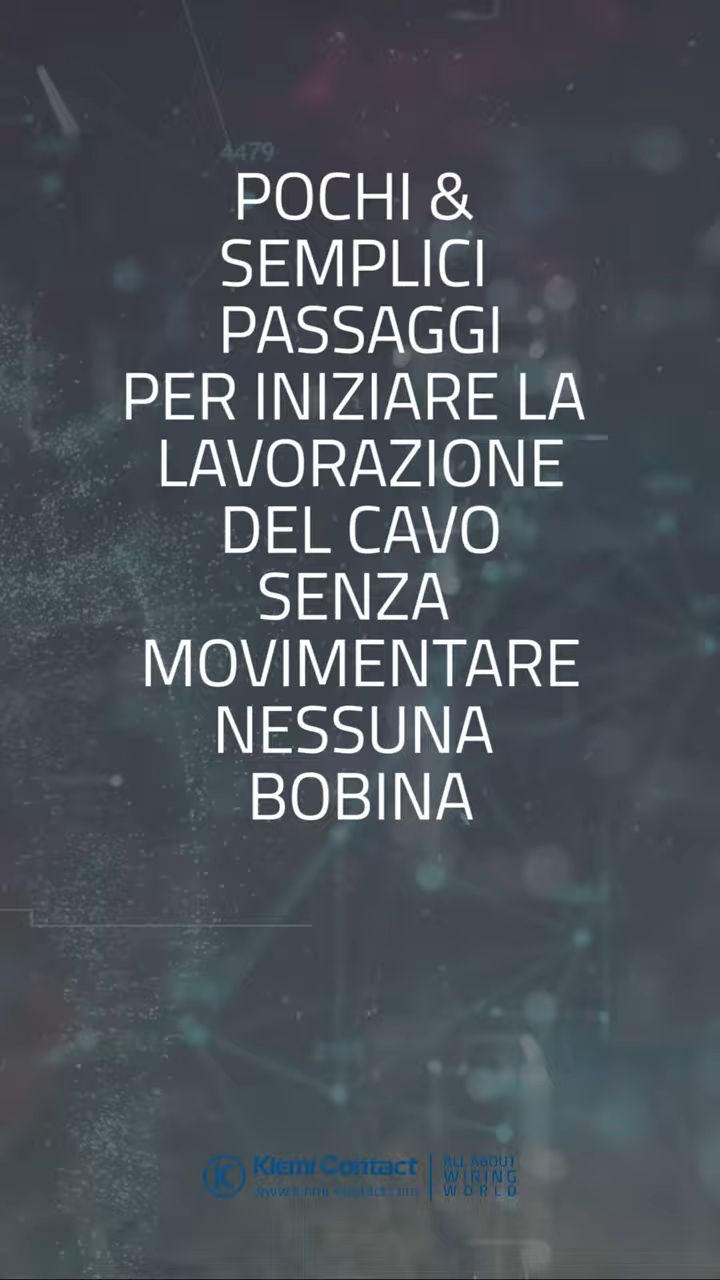 4479
POCHI &
SEMPLICI
PASSAGGI
PER INIZIARE LA
LAVORAZIONE
DEL CAVO
SENZA
MOVIMENTARE
NESSUNA
BOBINA
Kiemi Contact
ALL ABOUT
WIRING
WORLD